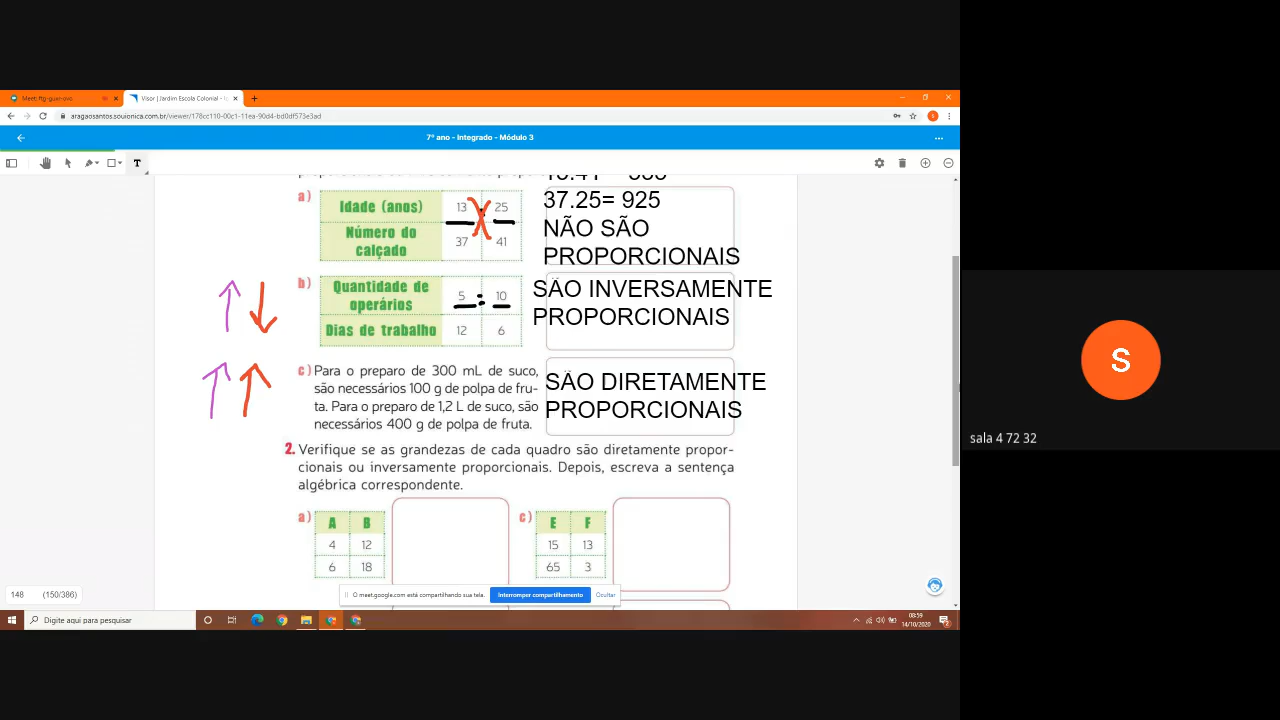 Visor | Jardim Escola Colonial - I
aragaosantos.souionica.com.br/viewer/178cc110-00c1-11ea-90d4-bd0df573e3ad
7º ano - Integrado - Módulo 3
T
a)
Idade (anos) 13 : 25
Número do calçado 37 41
37.25= 925
NÃO SÃO
PROPORCIONAIS
b)
Quantidade de operários 5 : 10
Dias de trabalho 12 6
SÃO INVERSAMENTE
PROPORCIONAIS
c) Para o preparo de 300 mL de suco,
são necessários 100 g de polpa de fru-
ta. Para o preparo de 1,2 L de suco, são
necessários 400 g de polpa de fruta.
SÃO DIRETAMENTE
PROPORCIONAIS
2. Verifique se as grandezas de cada quadro são diretamente propor-
cionais ou inversamente proporcionais. Depois, escreva a sentença
algébrica correspondente.
a)
A B
4 12
6 18
c)
E F
15 13
65 3
148 (150/386)
O meet.google.com está compartilhando sua tela.
Interromper compartilhamento
Ocultar
Digite aqui para pesquisar
08:59
14/10/2020
S
sala 4 72 32